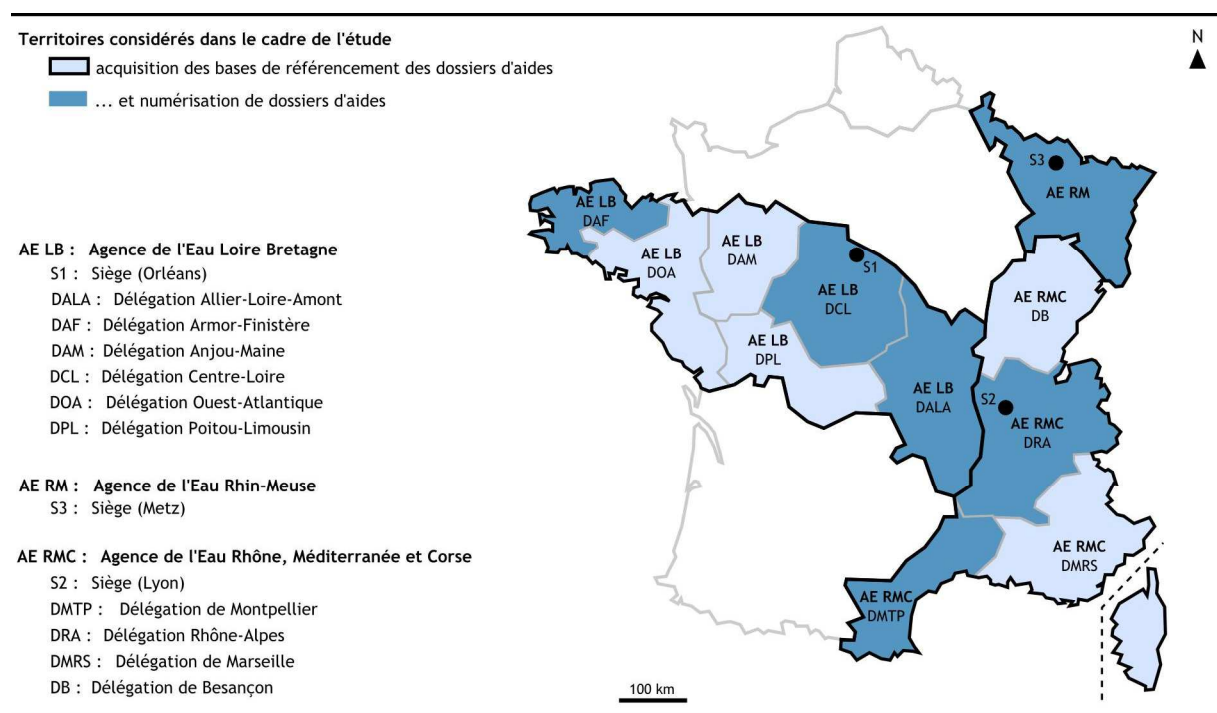 Territoires considérés dans le cadre de l'étude
acquisition des bases de référencement des dossiers d'aides
... et numérisation de dossiers d'aides
AE LB : Agence de l'Eau Loire Bretagne
S1 : Siège (Orléans)
DALA : Délégation Allier-Loire-Amont
DAF : Délégation Armor-Finistère
DAM : Délégation Anjou-Maine
DCL : Délégation Centre-Loire
DOA : Délégation Ouest-Atlantique
DPL : Délégation Poitou-Limousin
AE RM : Agence de l'Eau Rhin-Meuse
S3 : Siège (Metz)
AE RMC : Agence de l'Eau Rhône, Méditerranée et Corse
S2 : Siège (Lyon)
DMTP : Délégation de Montpellier
DRA : Délégation Rhône-Alpes
DMRS : Délégation de Marseille
DB : Délégation de Besançon
N
S3
AE RM
AE LB
DAF
AE LB
DOA
AE LB
DAM
S1
AE LB
DCL
AE RMC
DB
AE LB
DPL
AE LB
DALA
S2
AE RMC
DRA
AE RMC
DMRS
AE RMC
DMTP
100 km